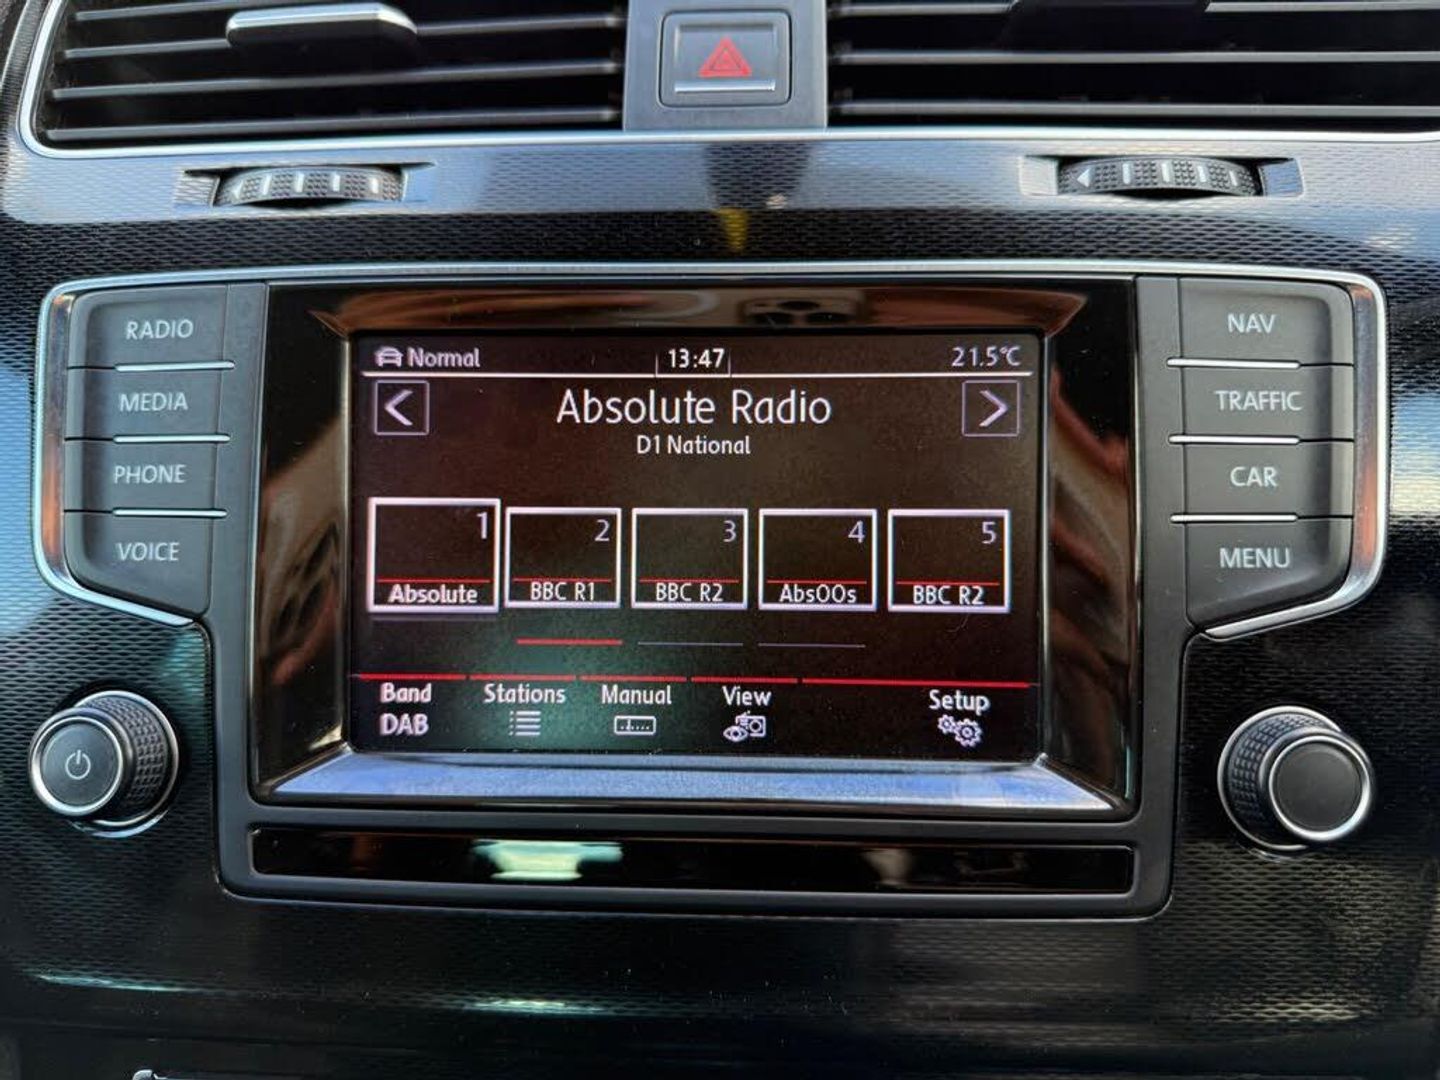 RADIO
MEDIA
PHONE
VOICE
Normal 13:47 21.5°C
Absolute Radio
D1 National
1 2 3 4 5
Absolute BBC R1 BBC R2 AbsOOs BBC R2
Band Stations Manual View Setup
DAB
NAV
TRAFFIC
CAR
MENU